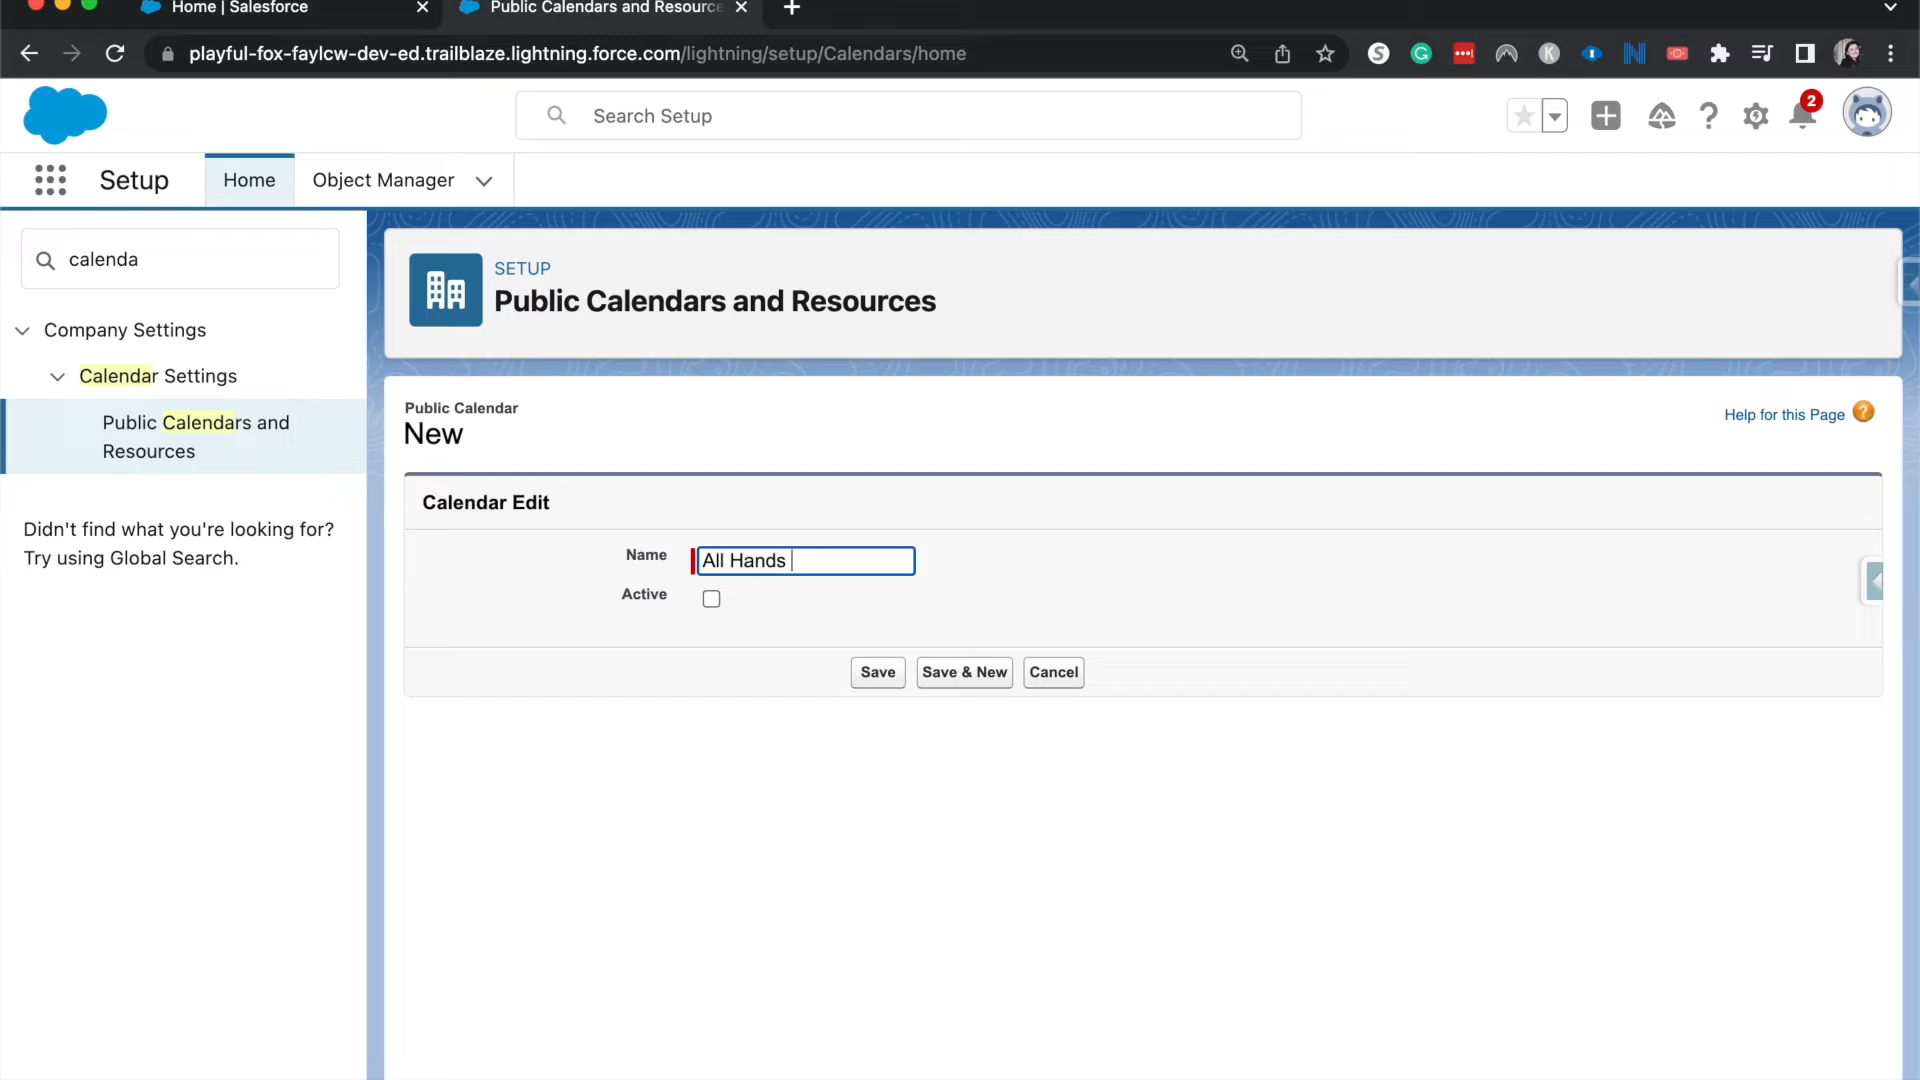 Home | Salesforce
Public Calendars and Resource
playful-fox-faylcw-dev-ed.trailblaze.lightning.force.com/lightning/setup/Calendars/home
Search Setup
2
Setup
Home
Object Manager
calenda
Company Settings
Calendar Settings
Public Calendars and
Resources
Didn't find what you're looking for?
Try using Global Search.
SETUP
Public Calendars and Resources
Public Calendar
New
Help for this Page
Calendar Edit
Name
All Hands
Active
Save
Save & New
Cancel